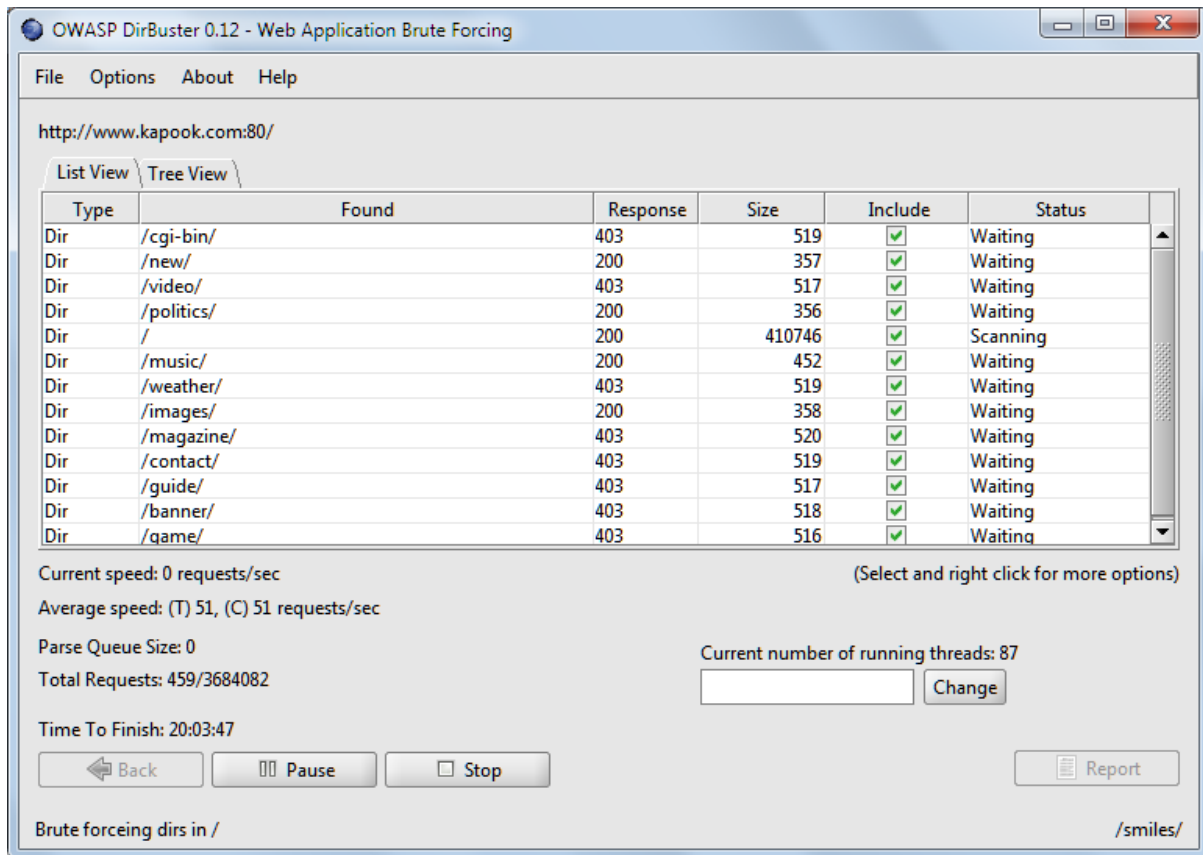 OWASP DirBuster 0.12 - Web Application Brute Forcing
File Options About Help
http://www.kapook.com:80/
List View Tree View
Type Found Response Size Include Status
Dir /cgi-bin/ 403 519 Waiting
Dir /new/ 200 357 Waiting
Dir /video/ 403 517 Waiting
Dir /politics/ 200 356 Waiting
Dir / 200 410746 Scanning
Dir /music/ 200 452 Waiting
Dir /weather/ 403 519 Waiting
Dir /images/ 200 358 Waiting
Dir /magazine/ 403 520 Waiting
Dir /contact/ 403 519 Waiting
Dir /guide/ 403 517 Waiting
Dir /banner/ 403 518 Waiting
Dir /game/ 403 516 Waiting
Current speed: 0 requests/sec (Select and right click for more options)
Average speed: (T) 51, (C) 51 requests/sec
Parse Queue Size: 0 Current number of running threads: 87
Total Requests: 459/3684082 Change
Time To Finish: 20:03:47
Back Pause Stop Report
Brute forceing dirs in / /smiles/